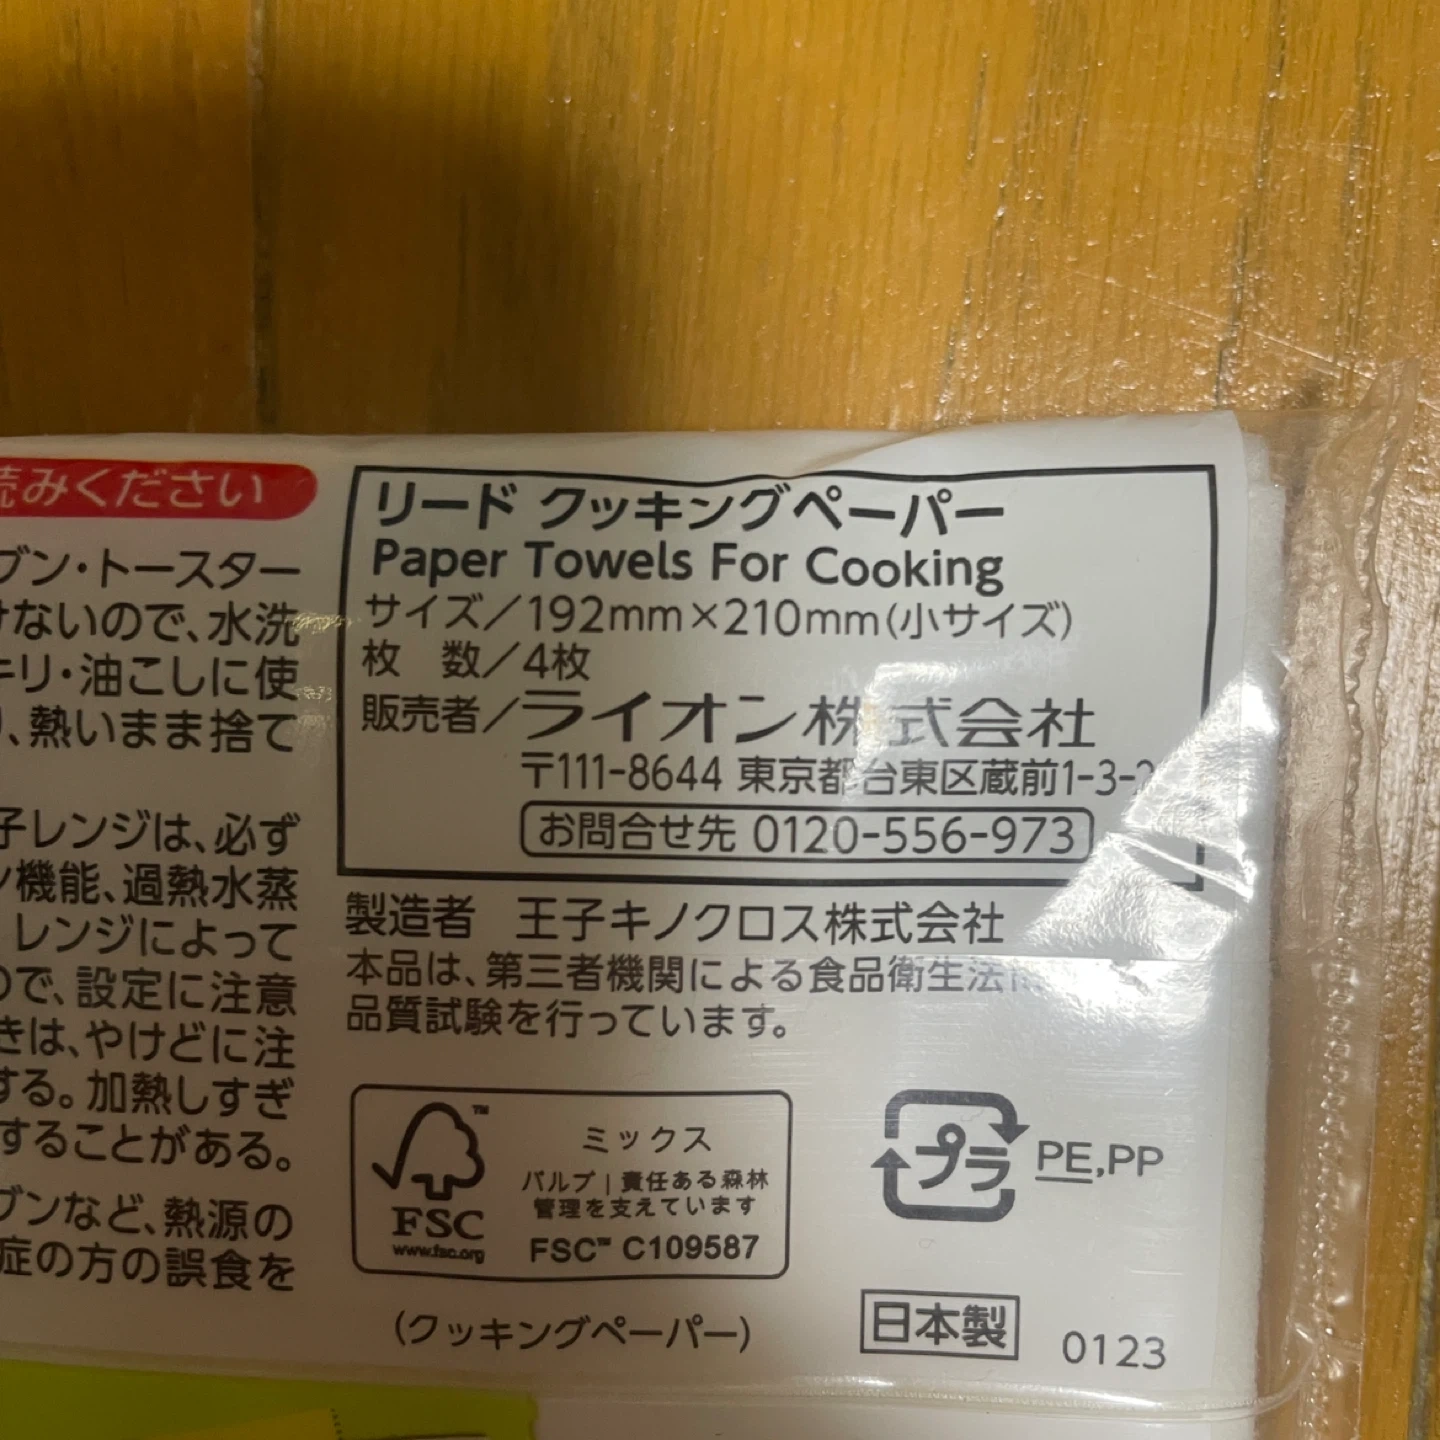 読みください
ブン・トースター
けないので、水洗
キリ・油こしに使
り、熱いまま捨て
子レンジは、必ず
ン機能、過熱水蒸
レンジによって
ので、設定に注意
きは、やけどに注
する。加熱しすぎ
することがある。
ブンなど、熱源の
症の方の誤食を
リード クッキングペーパー
Paper Towels For Cooking
サイズ/192mm×210mm(小サイズ)
枚 数/4枚
販売者/ライオン株式会社
〒111-8644 東京都台東区蔵前1-3-
お問合せ先 0120-556-973
製造者 王子キノクロス株式会社
本品は、第三者機関による食品衛生法
品質試験を行っています。
FSC
www.fsc.org
ミックス
パルプ | 責任ある森林
管理を支えています
FSC™ C109587
(クッキングペーパー)
プラ PE,PP
日本製
0123